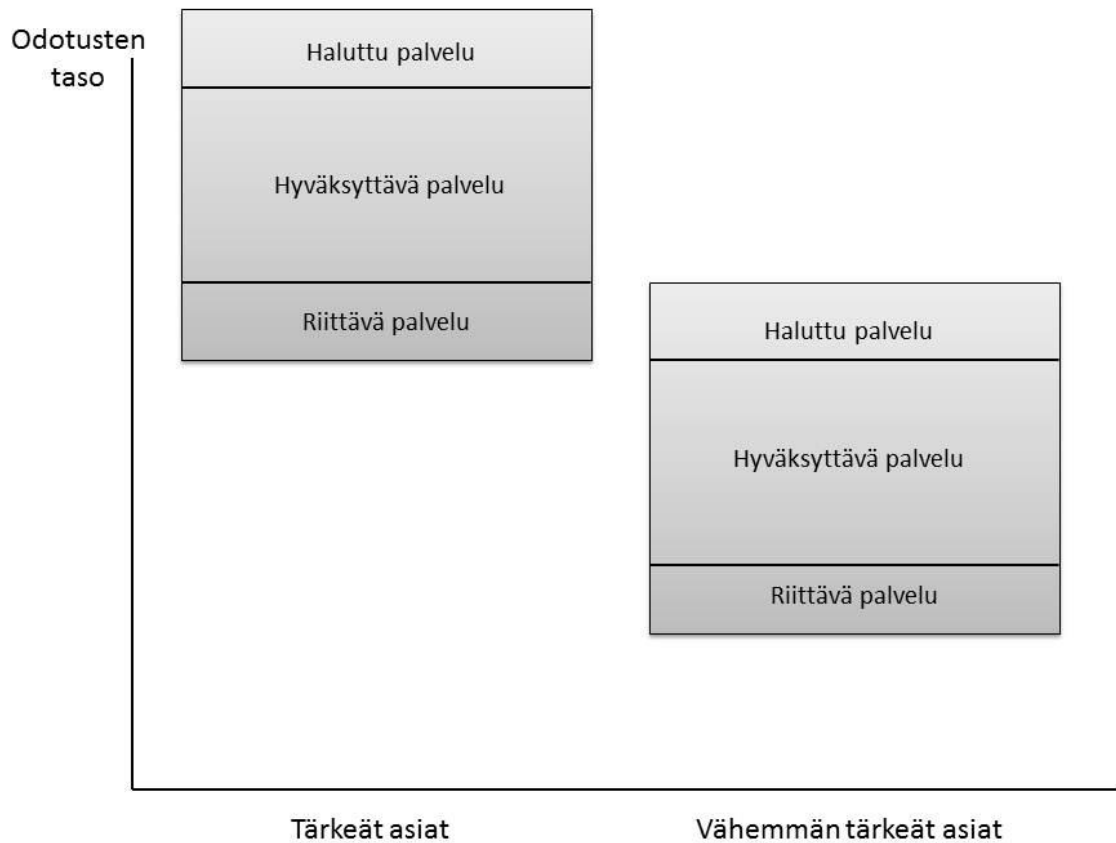 Odotusten
taso
Haluttu palvelu
Hyväksyttävä palvelu
Riittävä palvelu
Haluttu palvelu
Hyväksyttävä palvelu
Riittävä palvelu
Tärkeät asiat
Vähemmän tärkeät asiat